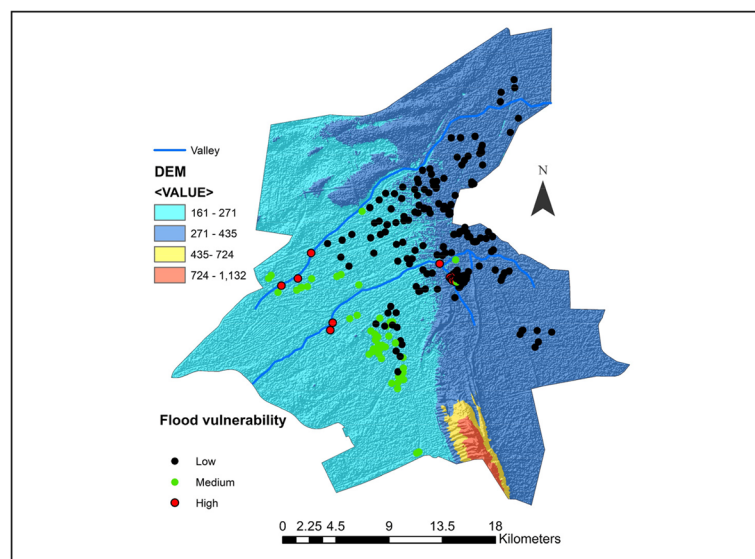 Valley
DEM
<VALUE>
161 - 271
271 - 435
435- 724
724 - 1,132
N
Flood vulnerability
Low
Medium
High
0 2.25 4.5 9 13.5 18
Kilometers